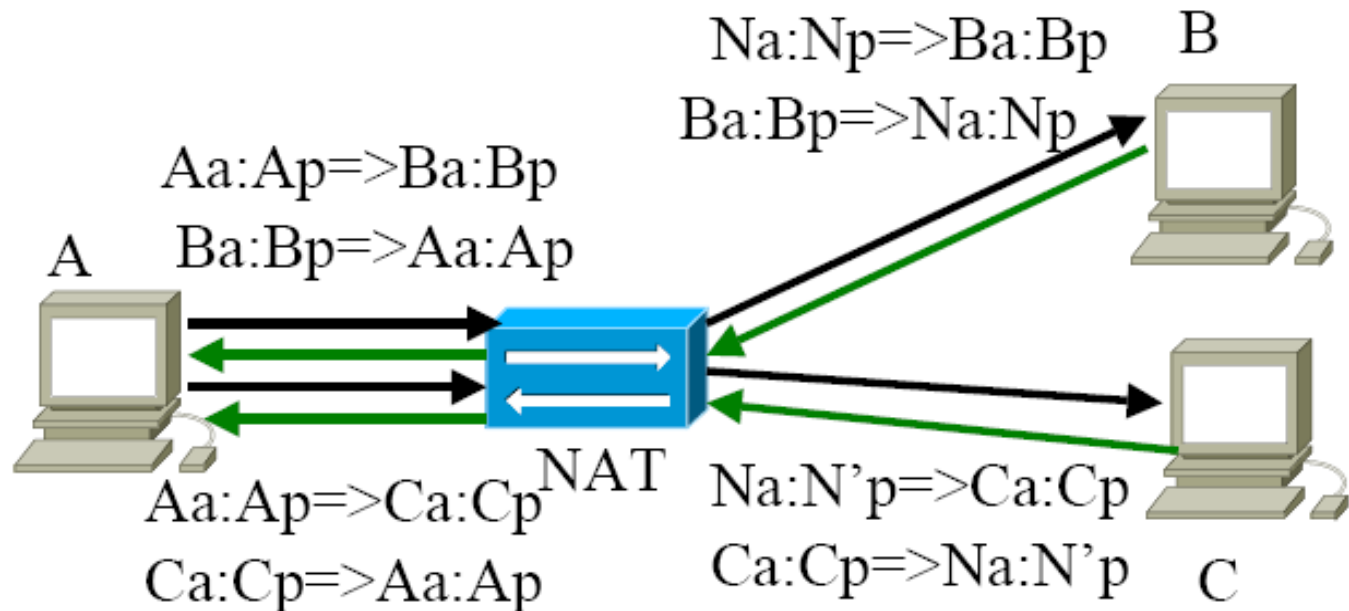 Na:Np=>Ba:Bp
B
Ba:Bp=>Na:Np
Aa:Ap=>Ba:Bp
Ba:Bp=>Aa:Ap
A
NAT
Aa:Ap=>Ca:Cp
Ca:Cp=>Aa:Ap
Na:N’p=>Ca:Cp
Ca:Cp=>Na:N’p
C